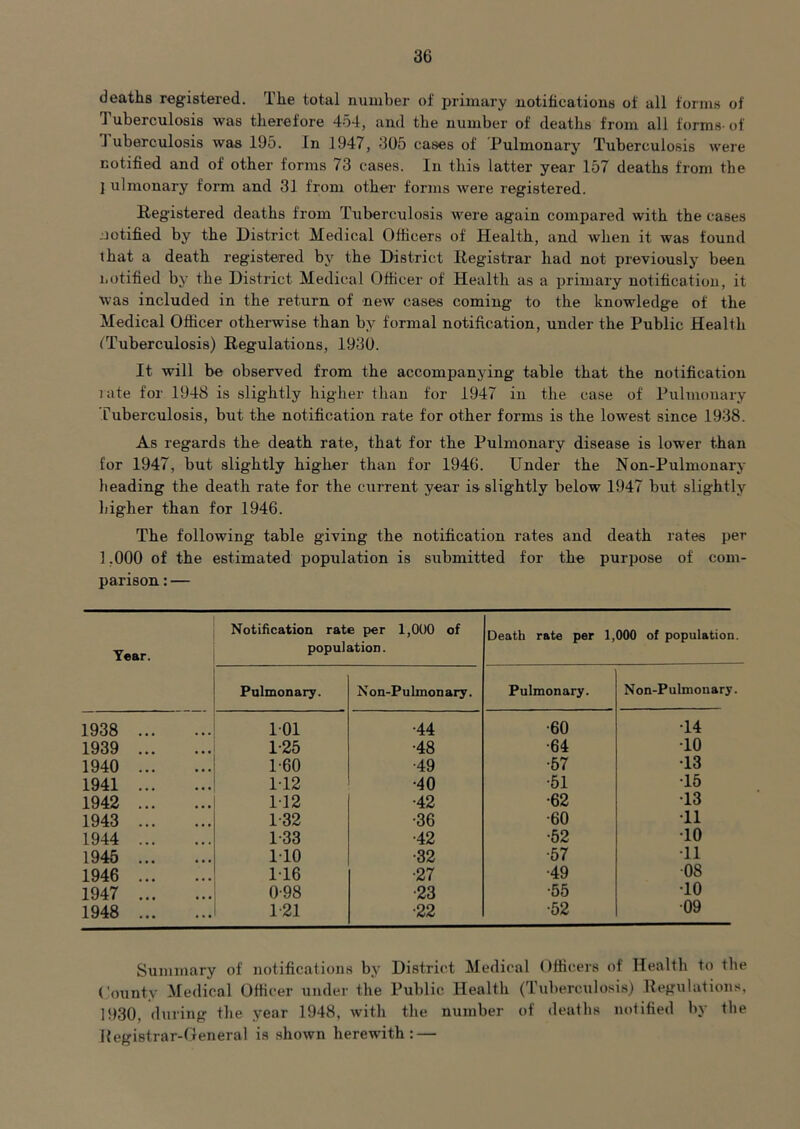 36
deaths registered. The total number of primary notifications of all forms of
Tuberculosis was therefore 454, and the number of deaths from all forms of
Tuberculosis was 195. In 1947, 305 cases of Pulmonary Tuberculosis were
notified and of other forms 73 cases. In this latter year 157 deaths from the
pulmonary form and 31 from other forms were registered.
Registered deaths from Tuberculosis were again compared with the cases
notified by the District Medical Officers of Health, and when it was found
that a death registered by the District Registrar had not previously been
notified by the District Medical Officer of Health as a primary notification, it
was included in the return of new cases coming to the knowledge of the
Medical Officer otherwise than by formal notification, under the Public Health
(Tuberculosis) Regulations, 1930.
It will be observed from the accompanying table that the notification
rate for 1948 is slightly higher than for 1947 in the case of Pulmonary
Tuberculosis, but the notification rate for other forms is the lowest since 1938.
As regards the death rate, that for the Pulmonary disease is lower than
for 1947, but slightly higher than for 1946. Under the Non-Pulmonary
heading the death rate for the current year is slightly below 1947 but slightly
higher than for 1946.
The following table giving the notification rates and death rates per
1,000 of the estimated population is submitted for the purpose of com-
parison:—
Year. Notification rate per 1,000 of population. Death rate per 1,000 of population.
Pulmonary. Non-Pulmonary. Pulmonary. Non-Pulmonary.
1938 ... ... 1·01 ·44 ·60 ·14
1939 ... ... 1·25 ·48 ·64 ·10
1940 ... ... 1·60 ·49 ·57 ·13
1941 ... ... 1·12 ·40 ·51 ·15
1942 ... ... 1·12 ·42 ·62 ·13
1943 ... ... 1·32 ·36 ·60 ·11
1944 ... ... 1·33 ·42 ·52 ·10
1945 ... ... 1·10 ·32 ·57 ·11
1946 ... ... 1·16 ·27 ·49 ·08
1947 ... ... 0·98 ·23 ·55 ·10
1948 ... ... 1·21 ·22 ·52 ·09
Summary of notifications by District Medical Officers of Health to the
County Medical Officer under the Public Health (Tuberculosis) Regulations,
1930, during the year 1948, with the number of deaths notified by the
Registrar-General is shown herewith:—